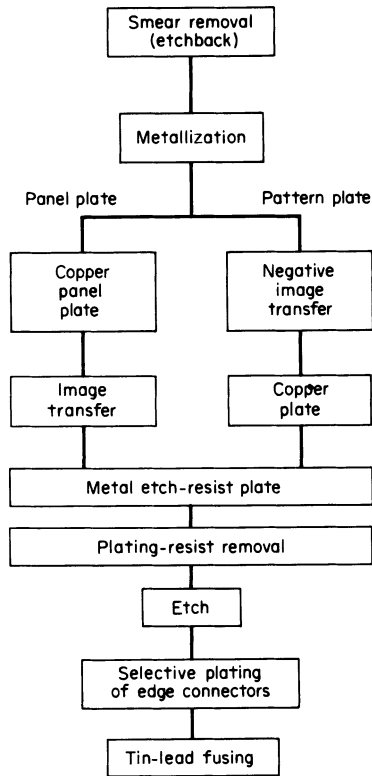 Smear removal
(etchback)
Metallization
Panel plate
Pattern plate
Copper
panel
plate
Negative
image
transfer
Image
transfer
Copper
plate
Metal etch-resist plate
Plating-resist removal
Etch
Selective plating
of edge connectors
Tin-lead fusing